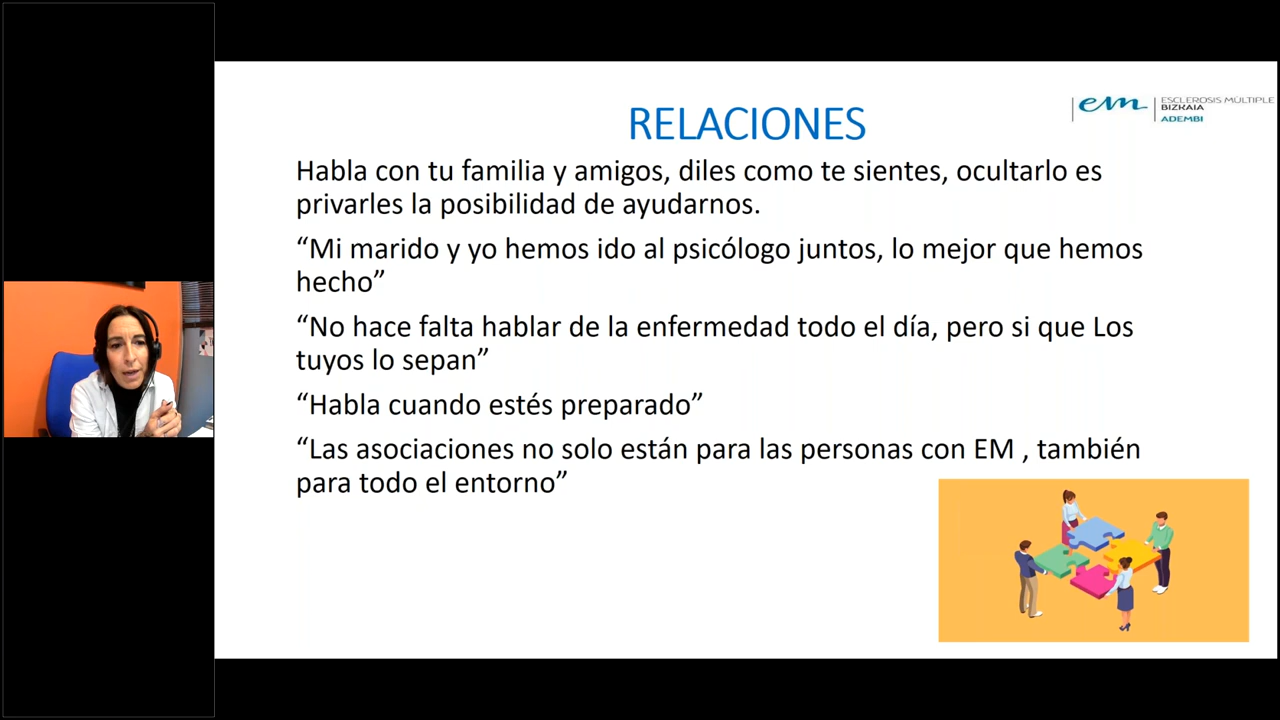 RELACIONES
em
ESCLEROSIS MÚLTIPLE
BIZKAIA
ADEMBI
Habla con tu familia y amigos, diles como te sientes, ocultarlo es
privarles la posibilidad de ayudarnos.
“Mi marido y yo hemos ido al psicólogo juntos, lo mejor que hemos
hecho”
“No hace falta hablar de la enfermedad todo el día, pero si que Los
tuyos lo sepan”
“Habla cuando estés preparado”
“Las asociaciones no solo están para las personas con EM , también
para todo el entorno”